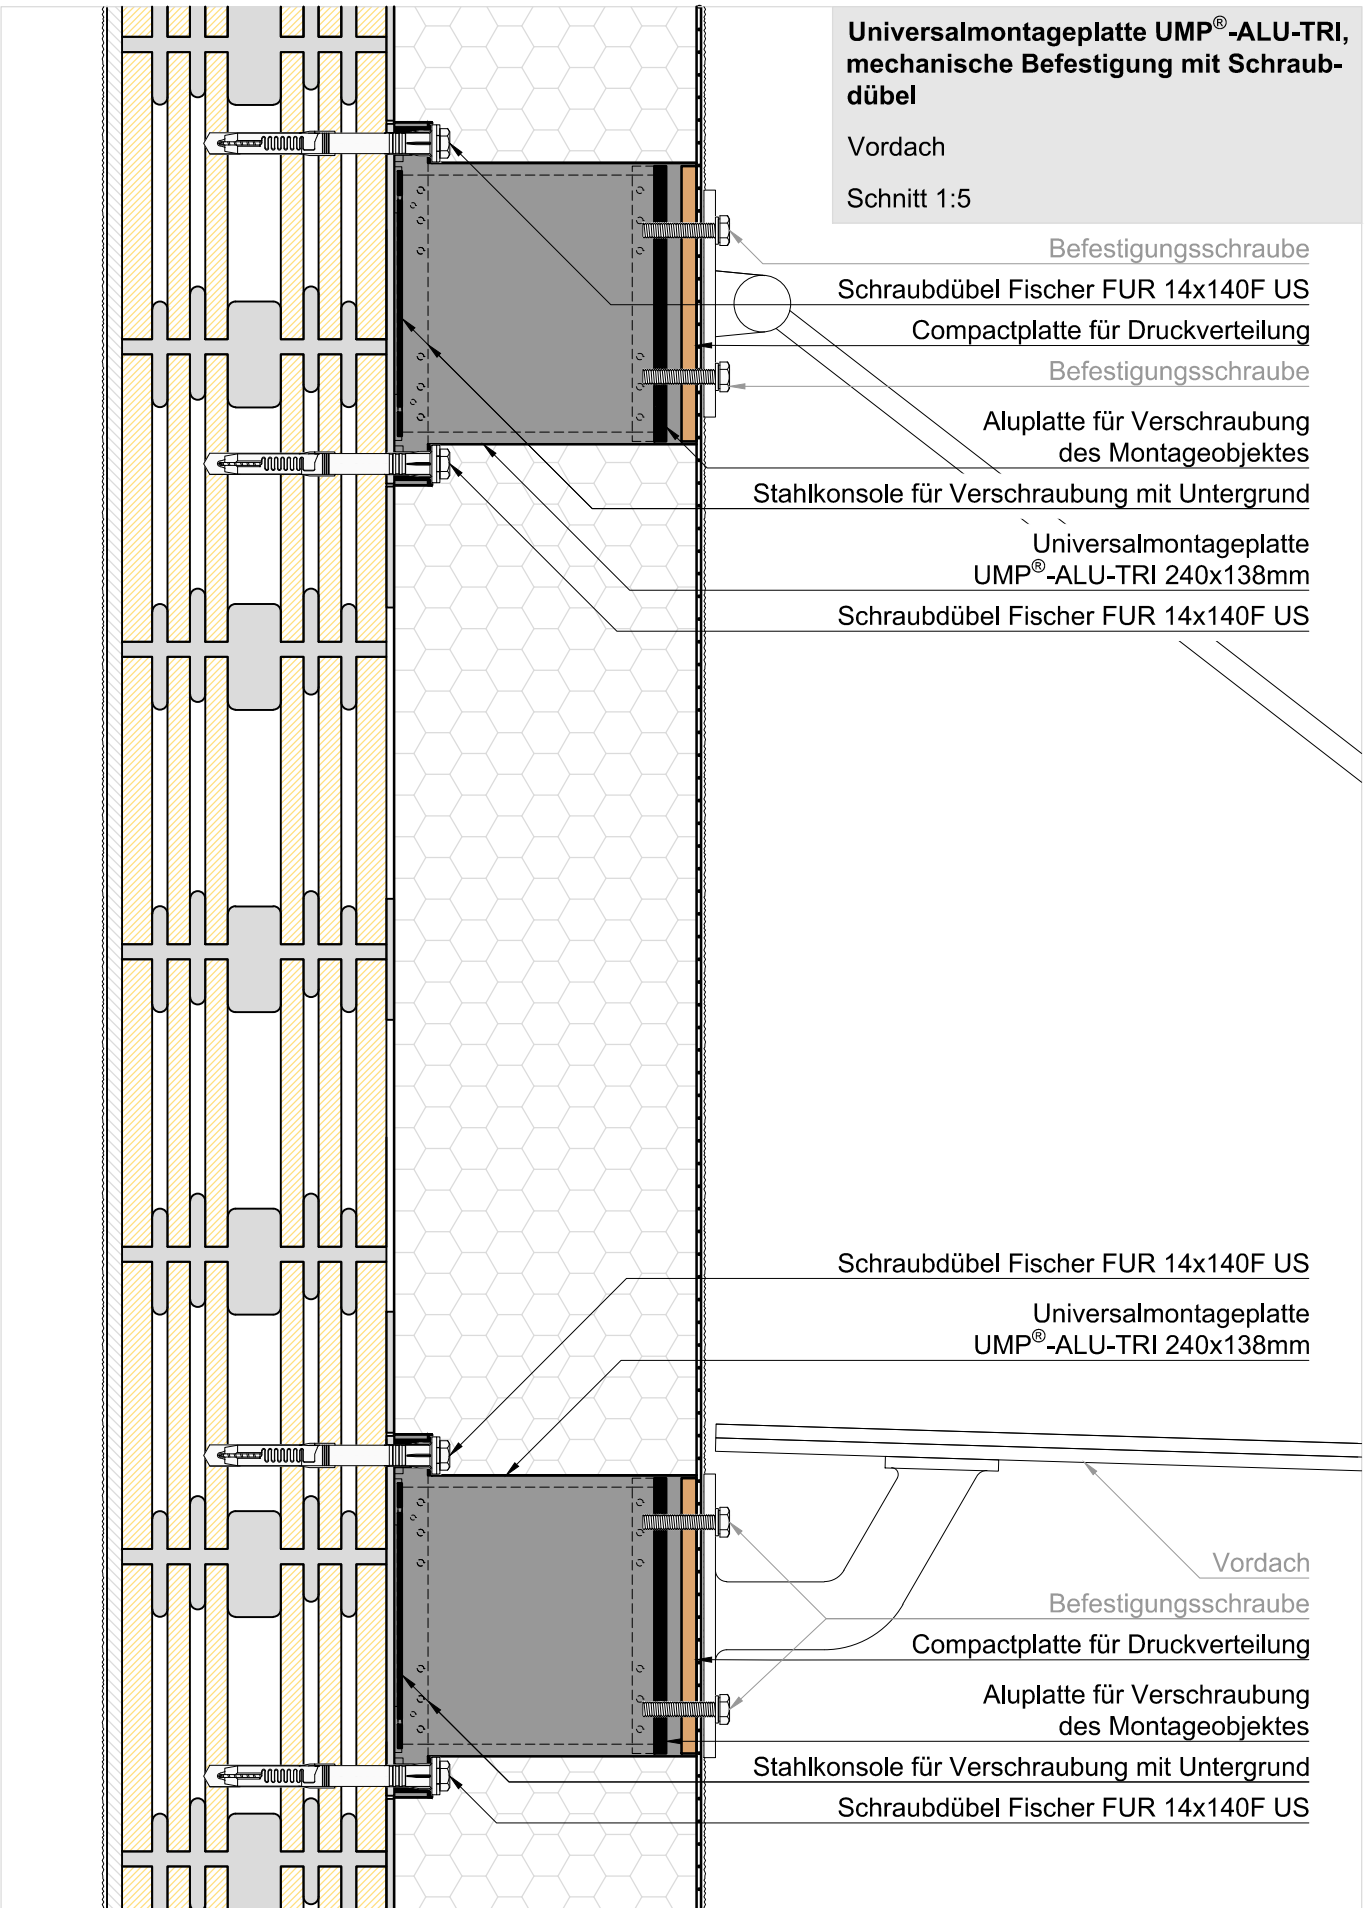 Universalmontageplatte UMP®-ALU-TRI,
mechanische Befestigung mit Schraub-
dübel
Vordach
Schnitt 1:5
Befestigungsschraube
Schraubdübel Fischer FUR 14x140F US
Compactplatte für Druckverteilung
Befestigungsschraube
Aluplatte für Verschraubung
des Montageobjektes
Stahlkonsole für Verschraubung mit Untergrund
Universalmontageplatte
UMP®-ALU-TRI 240x138mm
Schraubdübel Fischer FUR 14x140F US
Schraubdübel Fischer FUR 14x140F US
Universalmontageplatte
UMP®-ALU-TRI 240x138mm
Vordach
Befestigungsschraube
Compactplatte für Druckverteilung
Aluplatte für Verschraubung
des Montageobjektes
Stahlkonsole für Verschraubung mit Untergrund
Schraubdübel Fischer FUR 14x140F US